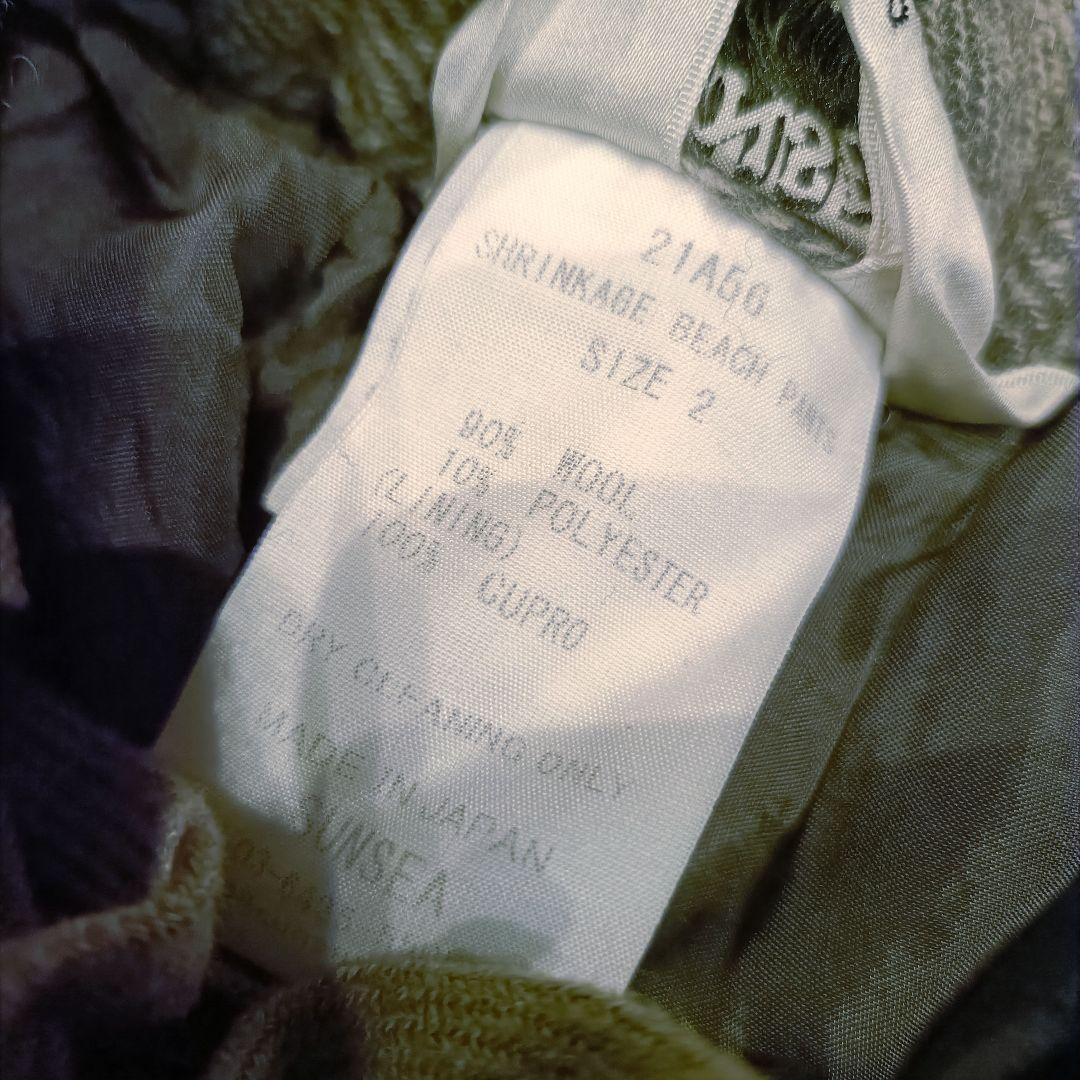 21A66
SHRINKAGE BEACH PANTS
SIZE 2
90% WOOL
10% POLYESTER
(LINING)
100% CUPRO
DRY CLEANING ONLY
MADE IN JAPAN
SUNSEA